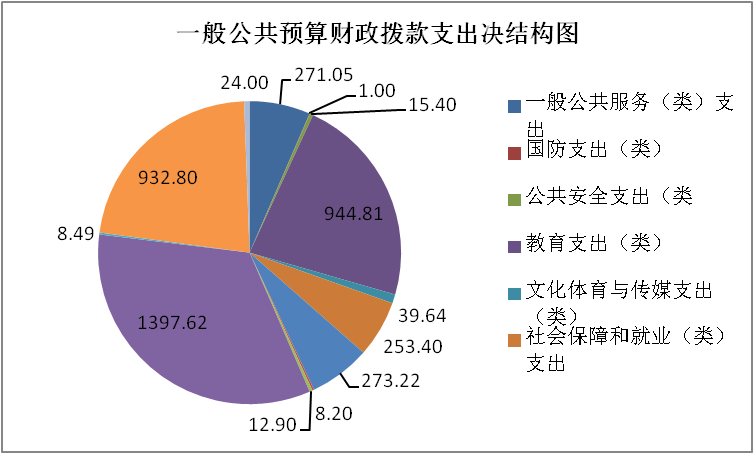 一般公共预算财政拨款支出决结构图
24.00
271.05
1.00
15.40
944.81
39.64
253.40
273.22
8.20
12.90
1397.62
8.49
932.80
一般公共服务（类）支
出
国防支出（类）
公共安全支出（类
教育支出（类）
文化体育与传媒支出
（类）
社会保障和就业（类）
支出